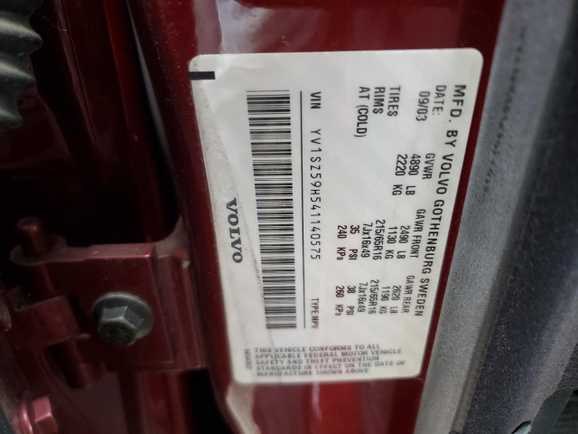 MFD. BY VOLVO GOTHENBURG SWEDEN
DATE: GVWR GAWR FRONT GAWR REAR
09/03 4890 LB 2490 LB 2620 LB
2220 KG 1130 KG 1190 KG
TIRES 215/65R16 215/65R16
RIMS 7Jx16x49 7Jx16x49
AT (COLD) 35 PSI 38 PSI
240 KPa 260 KPa
VIN YV1SZ59H541140575 TYPE:MPV
VOLVO
THIS VEHICLE CONFORMS TO ALL
APPLICABLE FEDERAL MOTOR VEHICLE
SAFETY AND THEFT PREVENTION
STANDARDS IN EFFECT ON THE DATE OF
MANUFACTURE SHOWN ABOVE